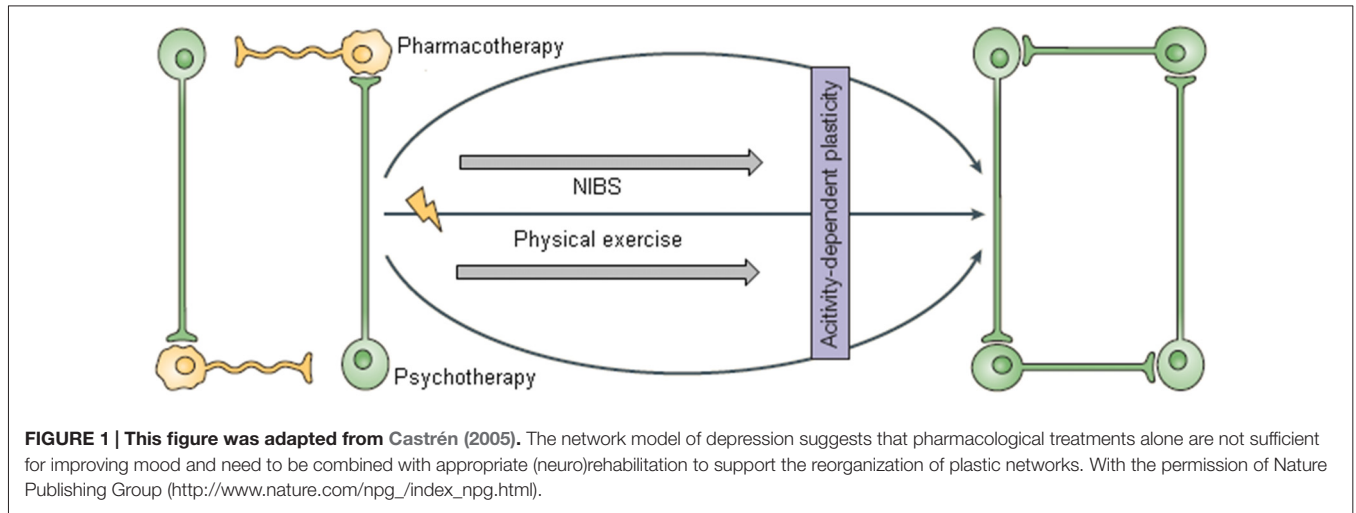 Pharmacotherapy
NIBS
Physical exercise
Acitivity-dependent plasticity
Psychotherapy
FIGURE 1 | This figure was adapted from Castrén (2005). The network model of depression suggests that pharmacological treatments alone are not sufficient
for improving mood and need to be combined with appropriate (neuro)rehabilitation to support the reorganization of plastic networks. With the permission of Nature
Publishing Group (http://www.nature.com/npg_/index_npg.html).